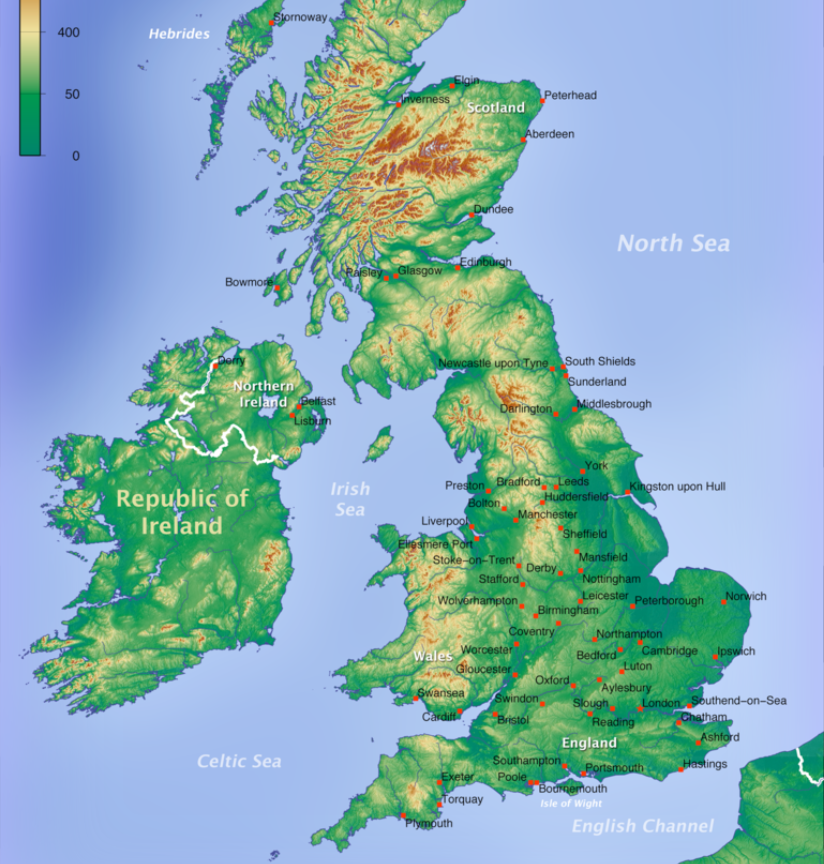 Stornoway
400
Hebrides
Elgin
50
Peterhead
Inverness
Scotland
Aberdeen
0
Dundee
North Sea
Edinburgh
Paisley
Glasgow
Bowmore
Derry
Newcastle upon Tyne
South Shields
Sunderland
Northern
Ireland
Belfast
Lisburn
Darlington
Middlesbrough
York
Irish
Sea
Preston
Bradford
Leeds
Kingston upon Hull
Republic of
Ireland
Bolton
Huddersfield
Manchester
Liverpool
Sheffield
Ellesmere Port
Stoke-on-Trent
Mansfield
Derby
Stafford
Nottingham
Wolverhampton
Leicester
Peterborough
Norwich
Birmingham
Coventry
Northampton
Worcester
Wales
Bedford
Cambridge
Ipswich
Gloucester
Luton
Oxford
Aylesbury
Swansea
Swindon
Slough
London
Southend-on-Sea
Cardiff
Bristol
Reading
Chatham
Ashford
England
Celtic Sea
Southampton
Portsmouth
Hastings
Exeter
Poole
Bournemouth
Torquay
Isle of Wight
Plymouth
English Channel